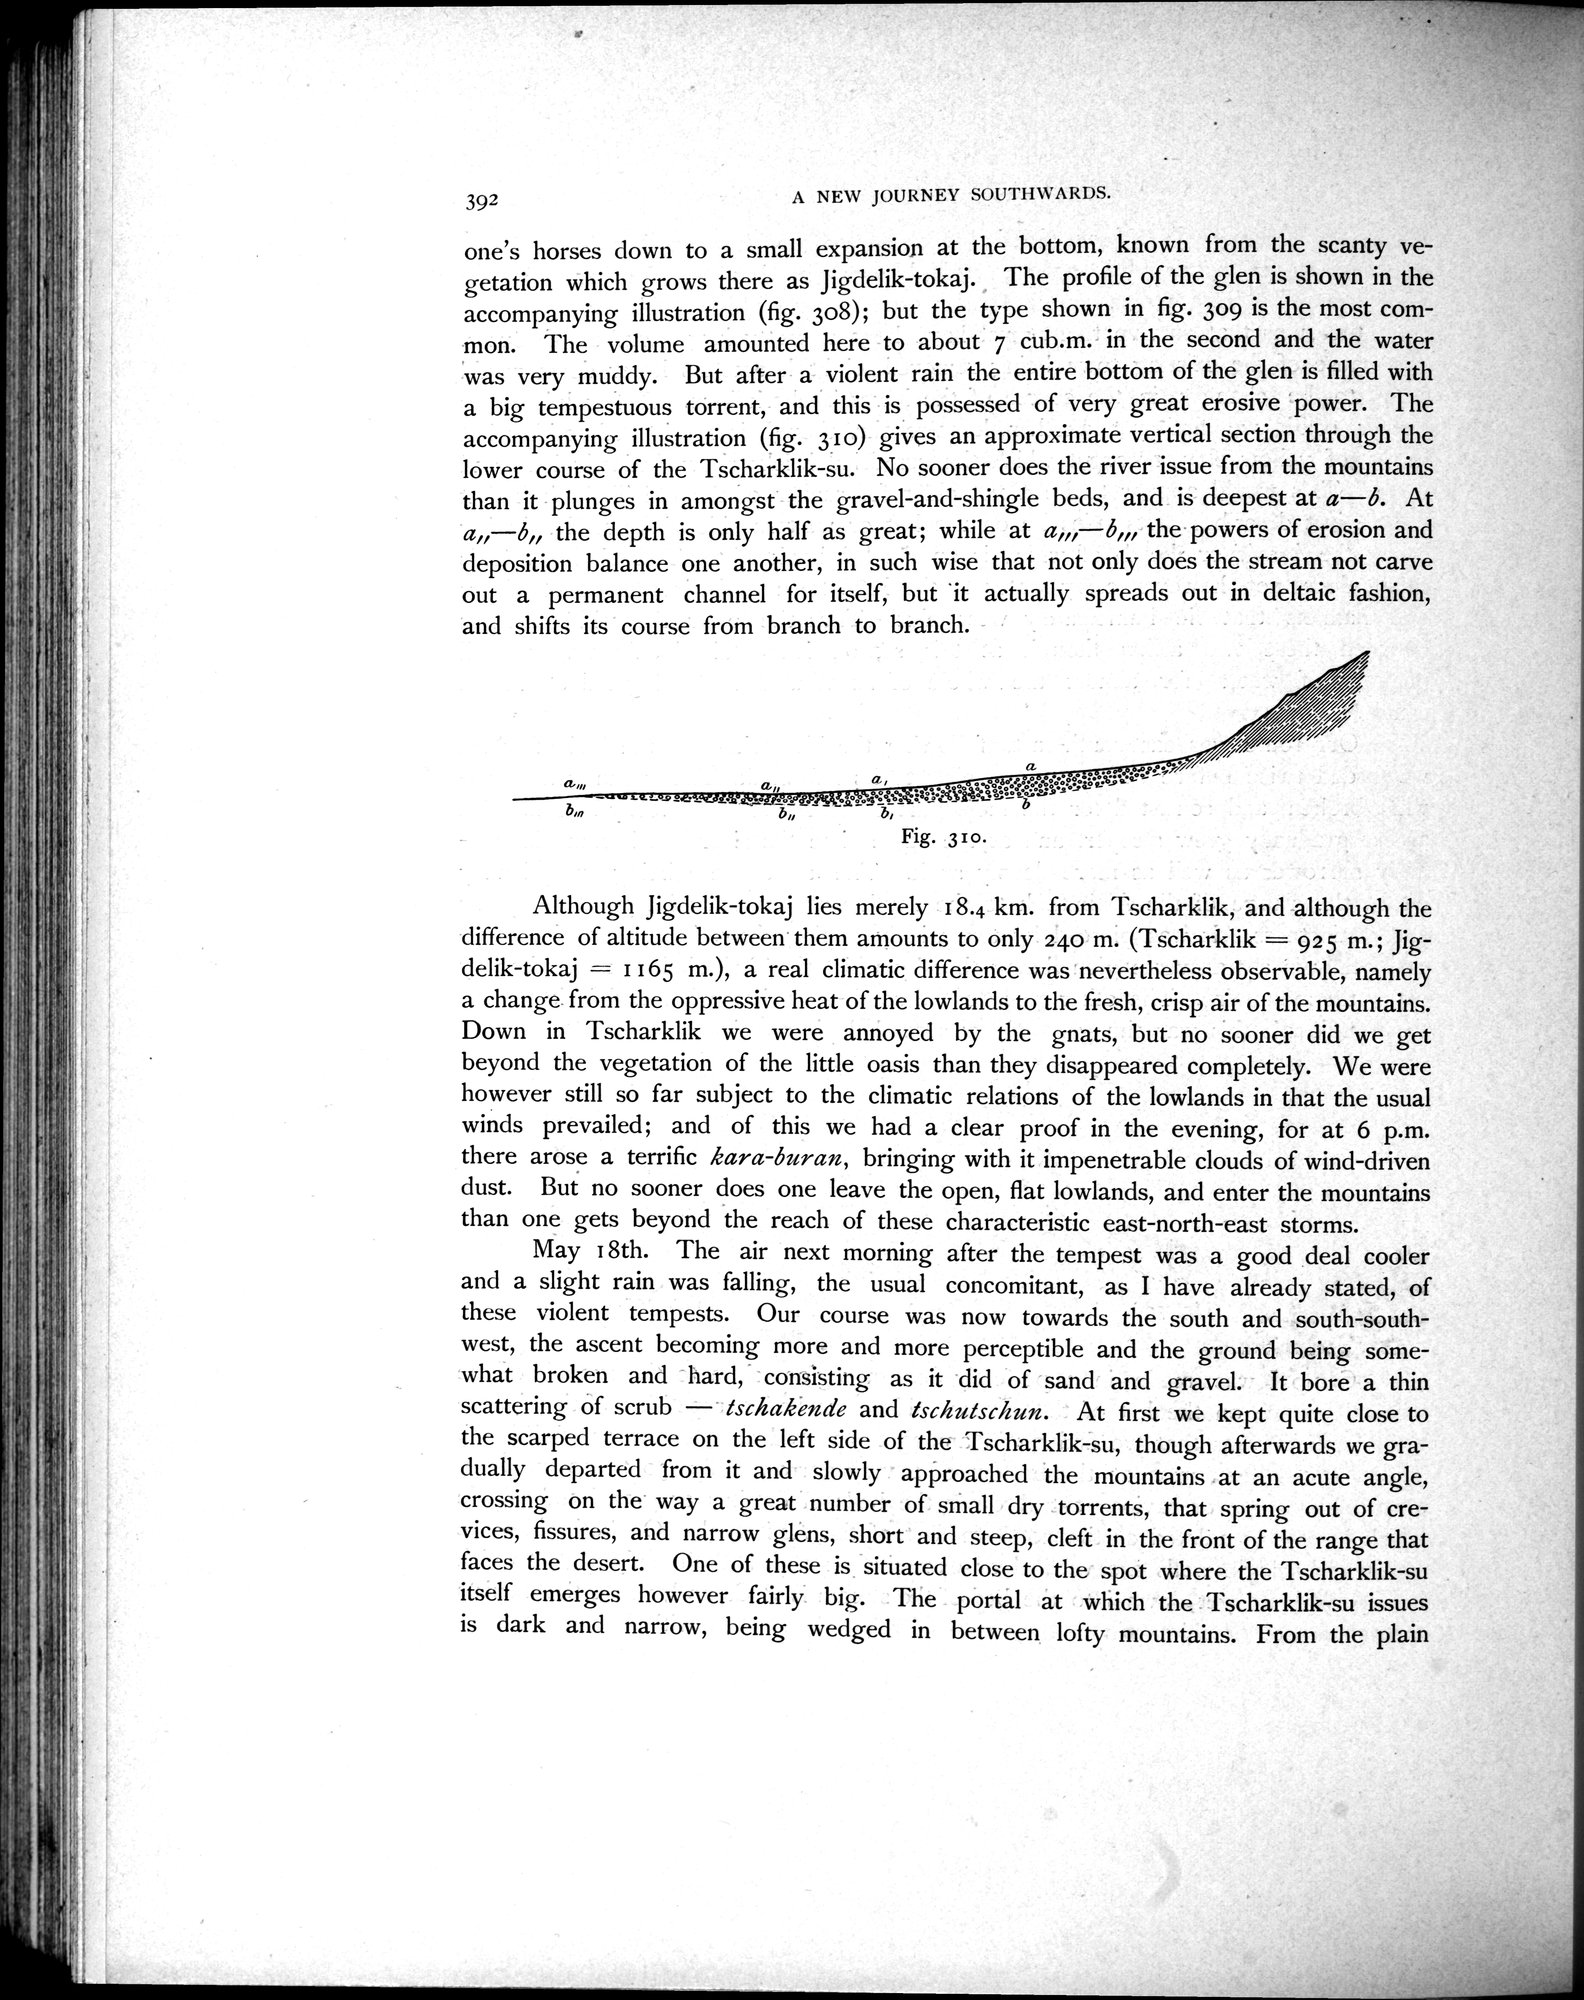 392
A NEW JOURNEY SOUTHWARDS.
one's horses down to a small expansion at the bottom, known from the scanty ve-
getation which grows there as Jigdelik-tokaj. The profile of the glen is shown in the
accompanying illustration (fig. 308); but the type shown in fig. 309 is the most com-
mon. The volume amounted here to about 7 cub.m. in the second and the water
was very muddy. But after a violent rain the entire bottom of the glen is filled with
a big tempestuous torrent, and this is possessed of very great erosive power. The
accompanying illustration (fig. 310) gives an approximate vertical section through the
lower course of the Tscharklik-su. No sooner does the river issue from the mountains
than it plunges in amongst the gravel-and-shingle beds, and is deepest at a—b. At
a,,—b,, the depth is only half as great; while at a,,,—b,,, the powers of erosion and
deposition balance one another, in such wise that not only does the stream not carve
out a permanent channel for itself, but it actually spreads out in deltaic fashion,
and shifts its course from branch to branch.
a,,, a,, a, a
b,,, b,, b, b
Fig. 310.
Although Jigdelik-tokaj lies merely 18.4 km. from Tscharklik, and although the
difference of altitude between them amounts to only 240 m. (Tscharklik = 925 m.; Jig-
delik-tokaj = 1165 m.), a real climatic difference was nevertheless observable, namely
a change from the oppressive heat of the lowlands to the fresh, crisp air of the mountains.
Down in Tscharklik we were annoyed by the gnats, but no sooner did we get
beyond the vegetation of the little oasis than they disappeared completely. We were
however still so far subject to the climatic relations of the lowlands in that the usual
winds prevailed; and of this we had a clear proof in the evening, for at 6 p.m.
there arose a terrific kara-buran, bringing with it impenetrable clouds of wind-driven
dust. But no sooner does one leave the open, flat lowlands, and enter the mountains
than one gets beyond the reach of these characteristic east-north-east storms.
May 18th. The air next morning after the tempest was a good deal cooler
and a slight rain was falling, the usual concomitant, as I have already stated, of
these violent tempests. Our course was now towards the south and south-south-
west, the ascent becoming more and more perceptible and the ground being some-
what broken and hard, consisting as it did of sand and gravel. It bore a thin
scattering of scrub — tschakende and tschutschun. At first we kept quite close to
the scarped terrace on the left side of the Tscharklik-su, though afterwards we gra-
dually departed from it and slowly approached the mountains at an acute angle,
crossing on the way a great number of small dry torrents, that spring out of cre-
vices, fissures, and narrow glens, short and steep, cleft in the front of the range that
faces the desert. One of these is situated close to the spot where the Tscharklik-su
itself emerges however fairly big. The portal at which the Tscharklik-su issues
is dark and narrow, being wedged in between lofty mountains. From the plain